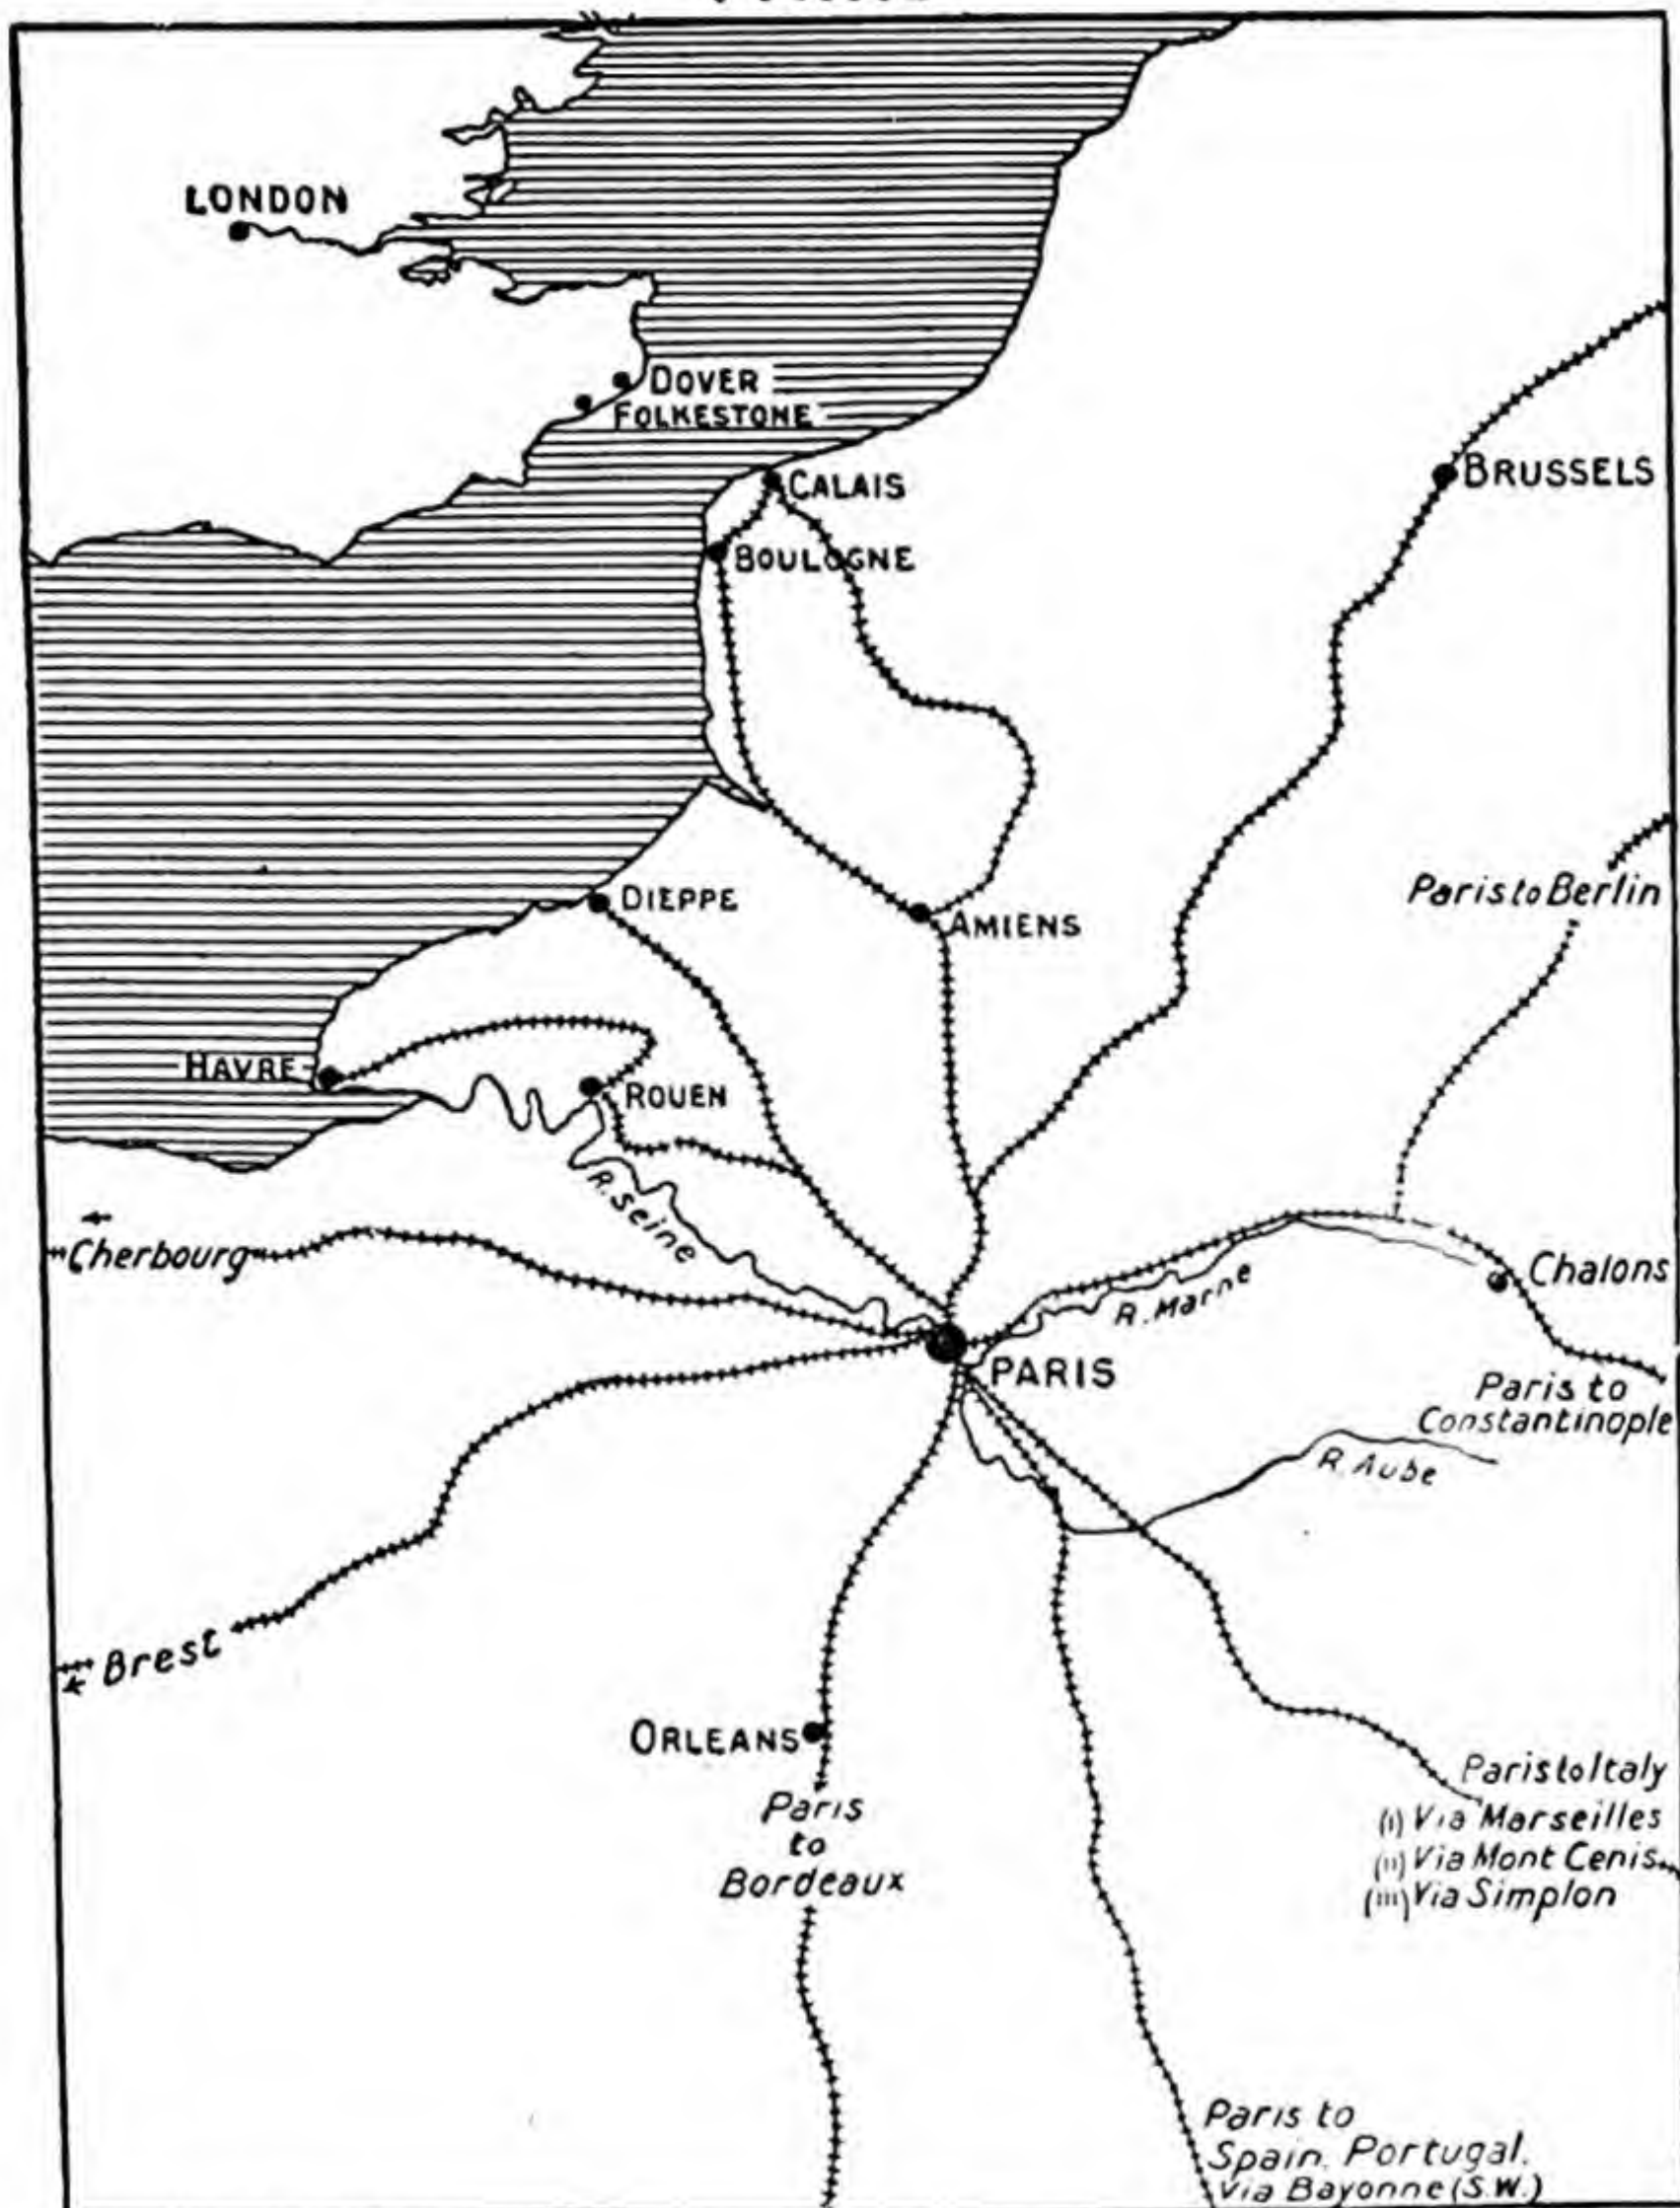 LONDON
DOVER
FOLKESTONE
CALAIS
BRUSSELS
BOULOGNE
Paris to Berlin
DIEPPE
AMIENS
HAVRE
ROUEN
R. Seine
Cherbourg
Chalons
R. Marne
PARIS
Paris to
Constantinople
R. Aube
Brest
ORLEANS
Paris
to
Bordeaux
Paris to Italy
(i) Via Marseilles
(ii) Via Mont Cenis
(iii) Via Simplon
Paris to
Spain. Portugal.
Via Bayonne (S.W.)